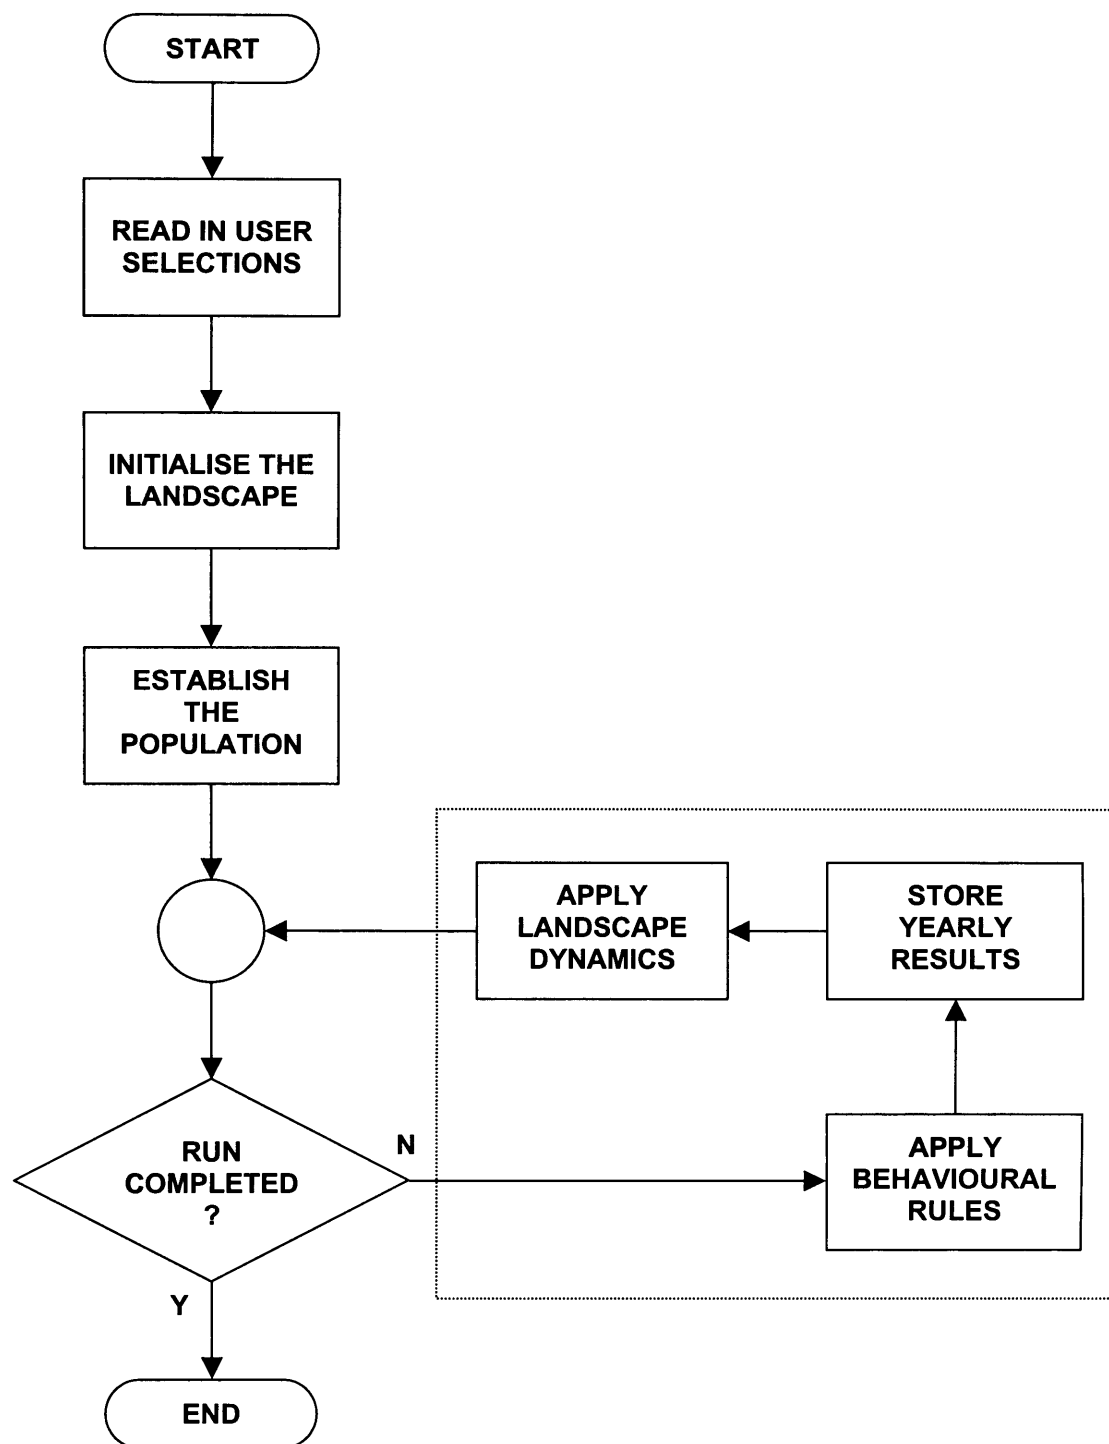 START
READ IN USER
SELECTIONS
INITIALISE THE
LANDSCAPE
ESTABLISH
THE
POPULATION
APPLY
LANDSCAPE
DYNAMICS
STORE
YEARLY
RESULTS
RUN
COMPLETED
?
N
APPLY
BEHAVIOURAL
RULES
Y
END